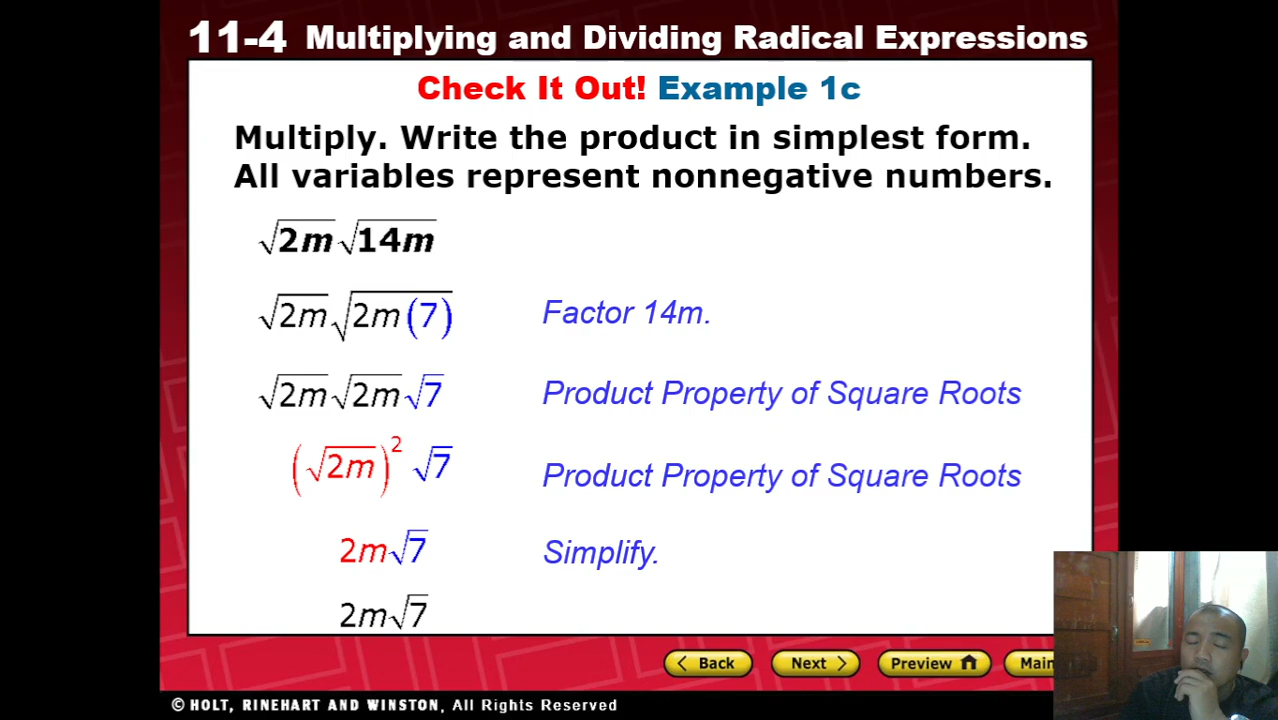 11-4 Multiplying and Dividing Radical Expressions
Check It Out! Example 1c
Multiply. Write the product in simplest form.
All variables represent nonnegative numbers.
√2m√14m
√2m√2m(7) Factor 14m.
√2m√2m√7 Product Property of Square Roots
(√2m)² √7 Product Property of Square Roots
2m√7 Simplify.
2m√7
< Back Next > Preview Main
© HOLT, RINEHART AND WINSTON, All Rights Reserved